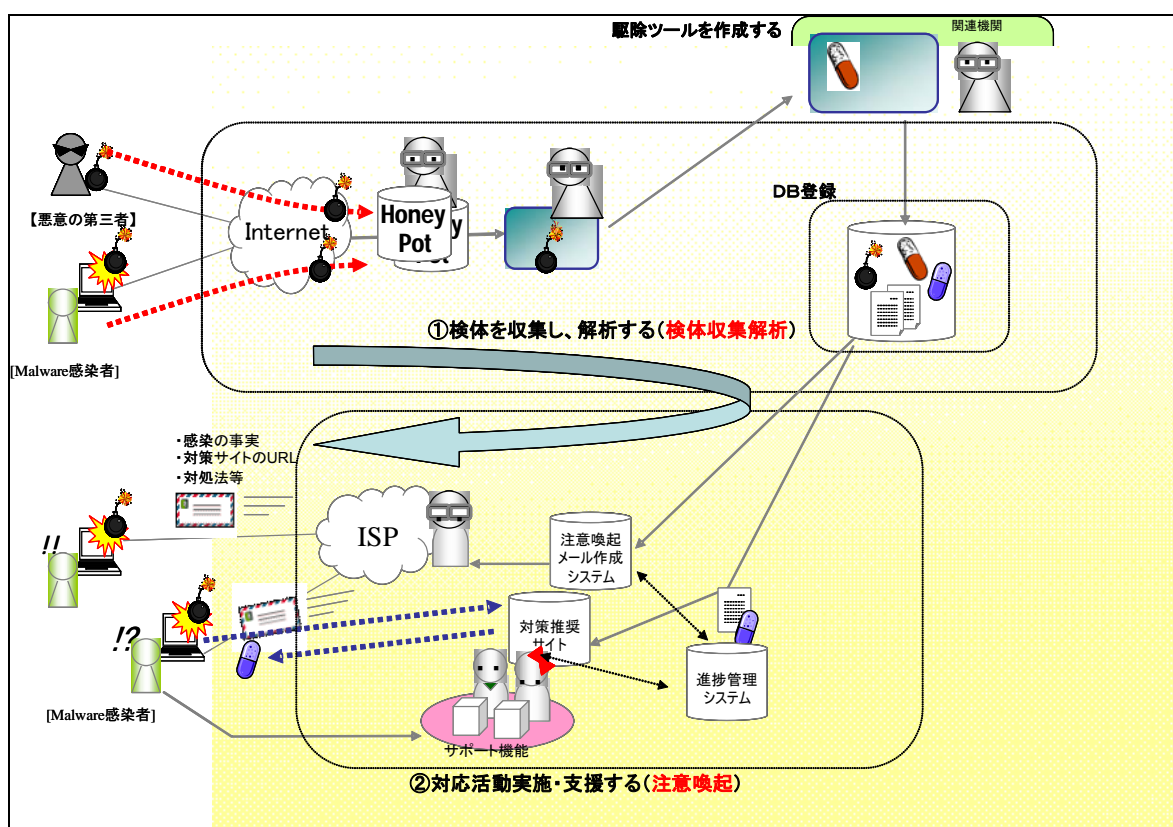 駆除ツールを作成する
関連機関
【悪意の第三者】
Internet
Honey
Pot
y
DB登録
①検体を収集し、解析する(検体収集解析)
[Malware感染者]
・感染の事実
・対策サイトのURL
・対処法等
ISP
注意喚起
メール作成
システム
!!
!?
対策推奨
サイト
進捗管理
システム
[Malware感染者]
サポート機能
②対応活動実施・支援する(注意喚起)